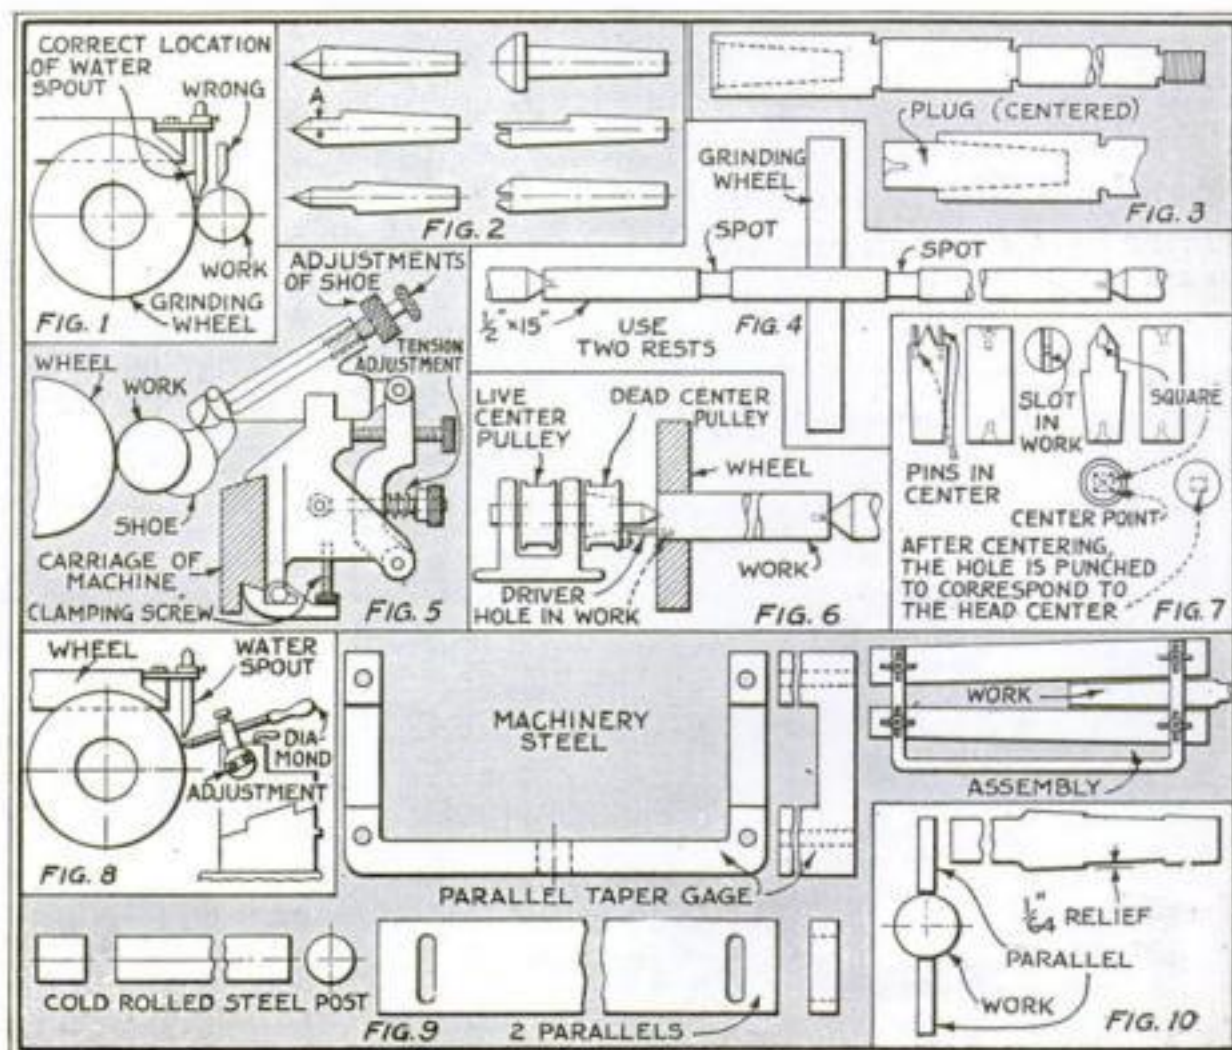 CORRECT LOCATION
OF WATER
SPOUT
WRONG
WORK
GRINDING
WHEEL
FIG. 1
A
FIG. 2
PLUG (CENTERED)
FIG. 3
GRINDING
WHEEL
SPOT
SPOT
1/2" x 15"
USE
TWO RESTS
FIG. 4
ADJUSTMENTS
OF SHOE
TENSION
ADJUSTMENT
WHEEL
WORK
SHOE
CARRIAGE OF
MACHINE
CLAMPING SCREW
FIG. 5
LIVE
CENTER
PULLEY
DEAD CENTER
PULLEY
WHEEL
DRIVER
HOLE IN WORK
WORK
FIG. 6
SLOT
IN
WORK
SQUARE
PINS IN
CENTER
CENTER POINT
AFTER CENTERING,
THE HOLE IS PUNCHED
TO CORRESPOND TO
THE HEAD CENTER
FIG. 7
WHEEL
WATER
SPOUT
DIA-
MOND
ADJUSTMENT
FIG. 8
MACHINERY
STEEL
PARALLEL TAPER GAGE
WORK
ASSEMBLY
COLD ROLLED STEEL POST
FIG. 9
2 PARALLELS
1/64" RELIEF
PARALLEL
WORK
FIG. 10